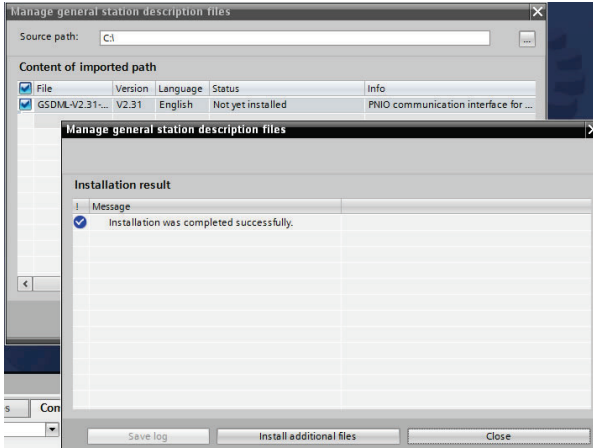 Manage general station description files
Source path: C:\ ...
Content of imported path
File Version Language Status Info
GSDML-V2.31-... V2.31 English Not yet installed PNIO communication interface for ...
Manage general station description files
Installation result
! Message
Installation was completed successfully.
s Con
Save log Install additional files Close